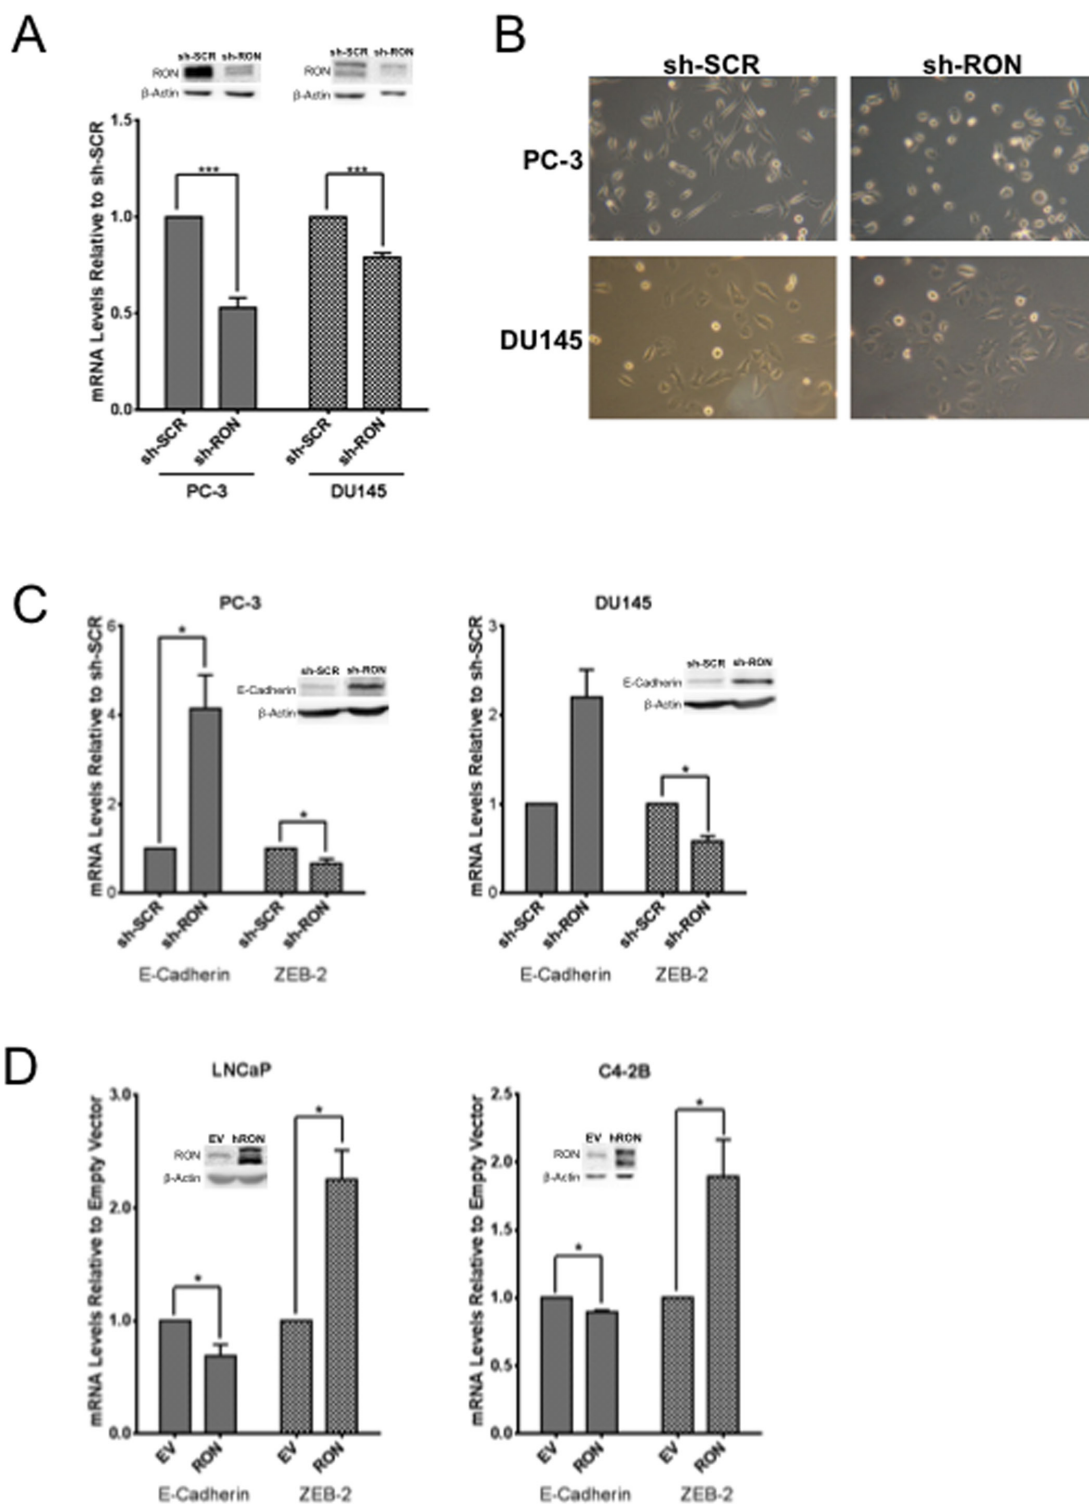 A
sh-SCR sh-RON
RON
β-Actin
sh-SCR sh-RON
RON
β-Actin
mRNA Levels Relative to sh-SCR
1.5
1.0
0.5
0.0
***
***
sh-SCR
sh-RON
sh-SCR
sh-RON
PC-3
DU145
B
sh-SCR
sh-RON
PC-3
DU145
C
PC-3
mRNA Levels Relative to sh-SCR
6
4
2
0
*
*
sh-SCR sh-RON
E-Cadherin
β-Actin
sh-SCR
sh-RON
sh-SCR
sh-RON
E-Cadherin
ZEB-2
DU145
mRNA Levels Relative to sh-SCR
3
2
1
0
*
sh-SCR sh-RON
E-Cadherin
β-Actin
sh-SCR
sh-RON
sh-SCR
sh-RON
E-Cadherin
ZEB-2
D
LNCaP
mRNA Levels Relative to Empty Vector
3.0
2.0
1.0
0.0
*
*
EV hRON
RON
β-Actin
EV
RON
EV
RON
E-Cadherin
ZEB-2
C4-2B
mRNA Levels Relative to Empty Vector
2.5
2.0
1.5
1.0
0.5
0.0
*
*
EV hRON
RON
β-Actin
EV
RON
EV
RON
E-Cadherin
ZEB-2